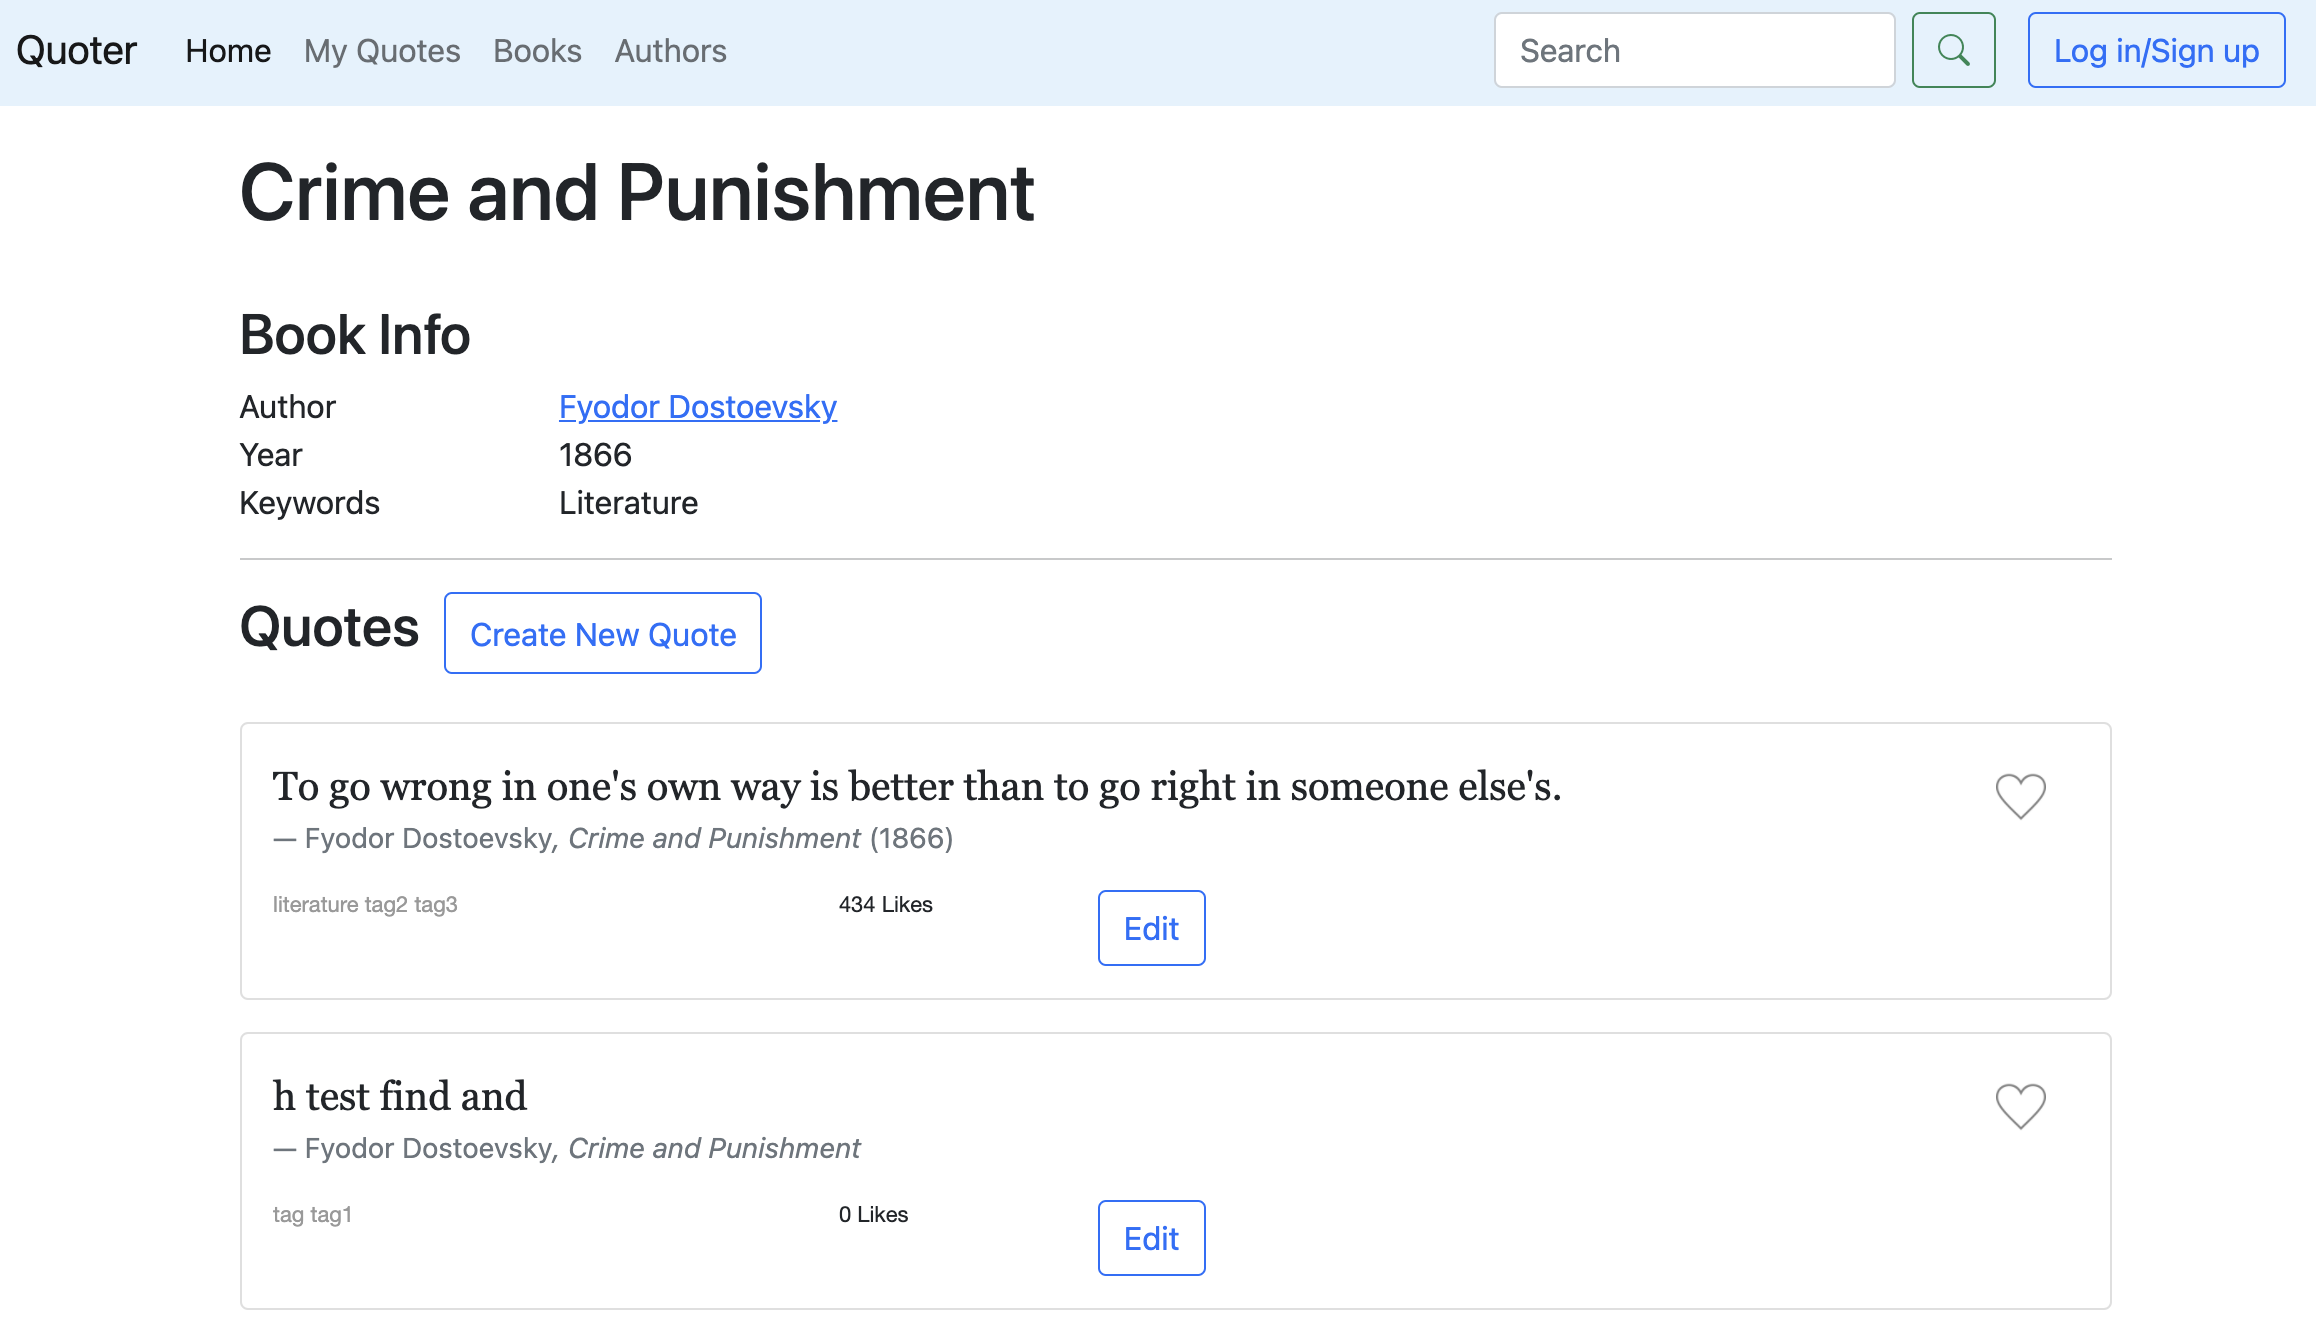 Quoter Home My Quotes Books Authors Search Log in/Sign up
Crime and Punishment
Book Info
Author Fyodor Dostoevsky
Year 1866
Keywords Literature
Quotes Create New Quote
To go wrong in one's own way is better than to go right in someone else's.
— Fyodor Dostoevsky, Crime and Punishment (1866)
literature tag2 tag3 434 Likes Edit
h test find and
— Fyodor Dostoevsky, Crime and Punishment
tag tag1 0 Likes Edit